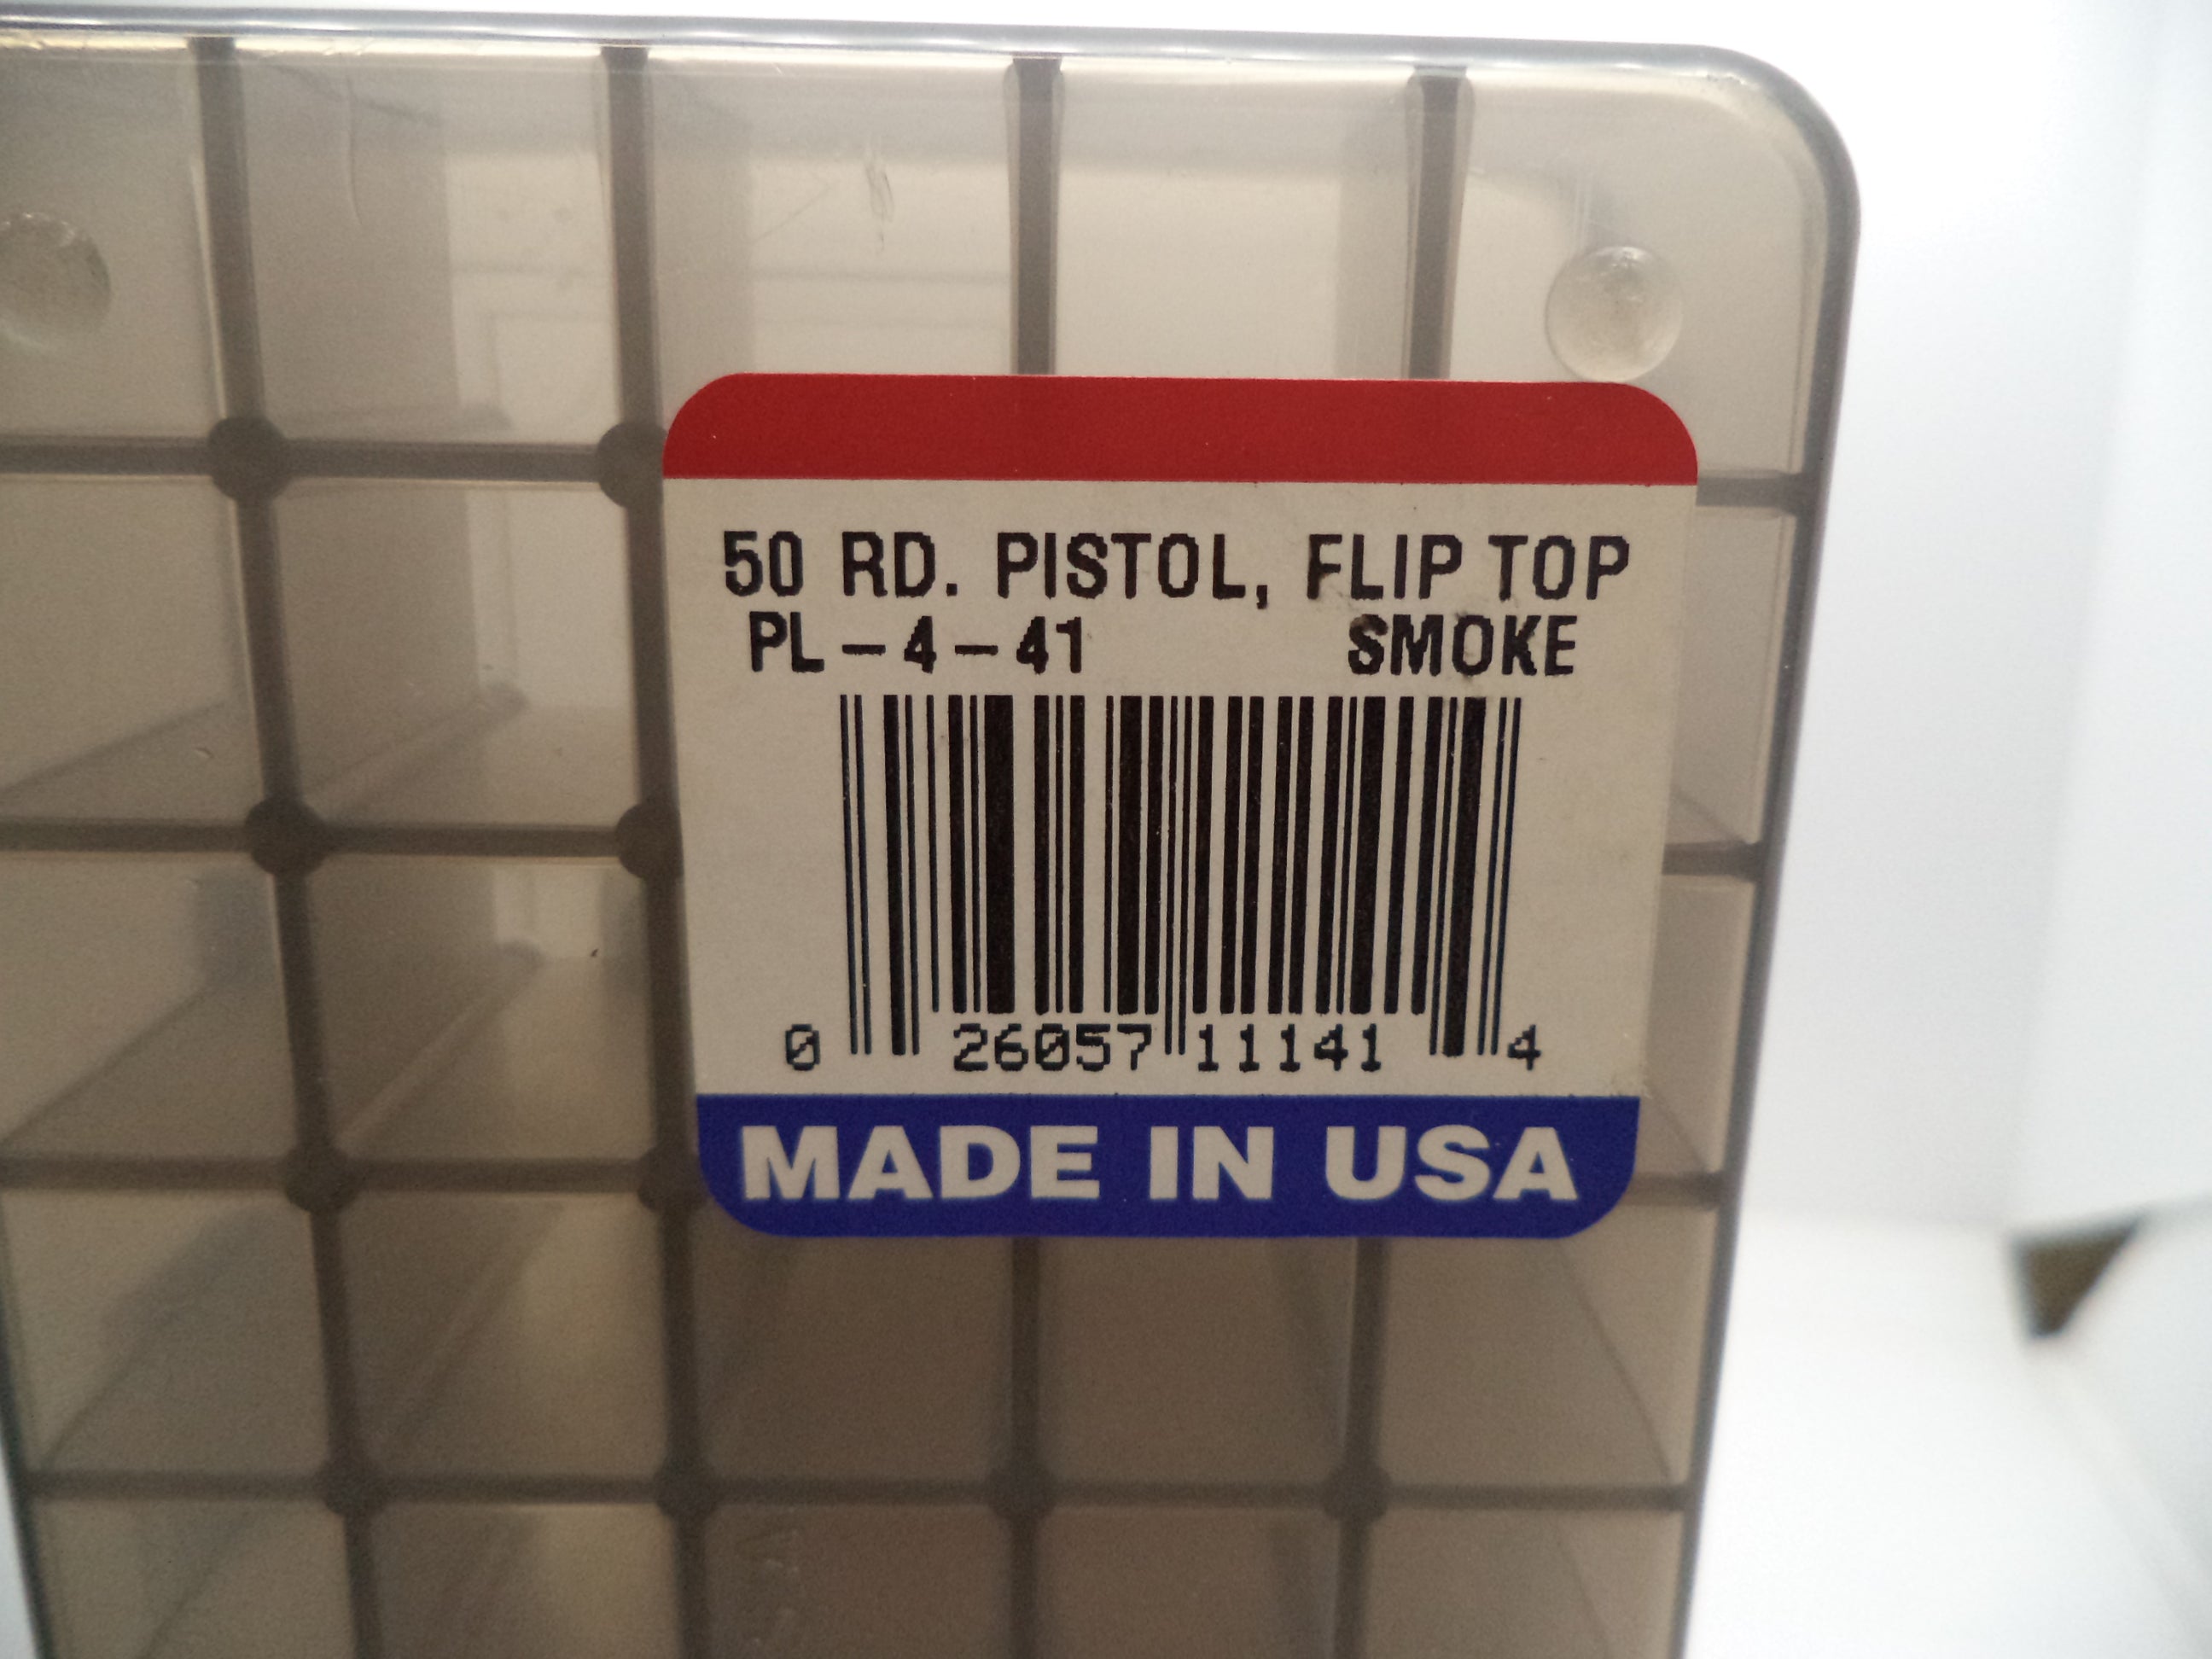 50 RD. PISTOL, FLIP TOP
PL-4-41 SMOKE
0 26057 11141 4
MADE IN USA